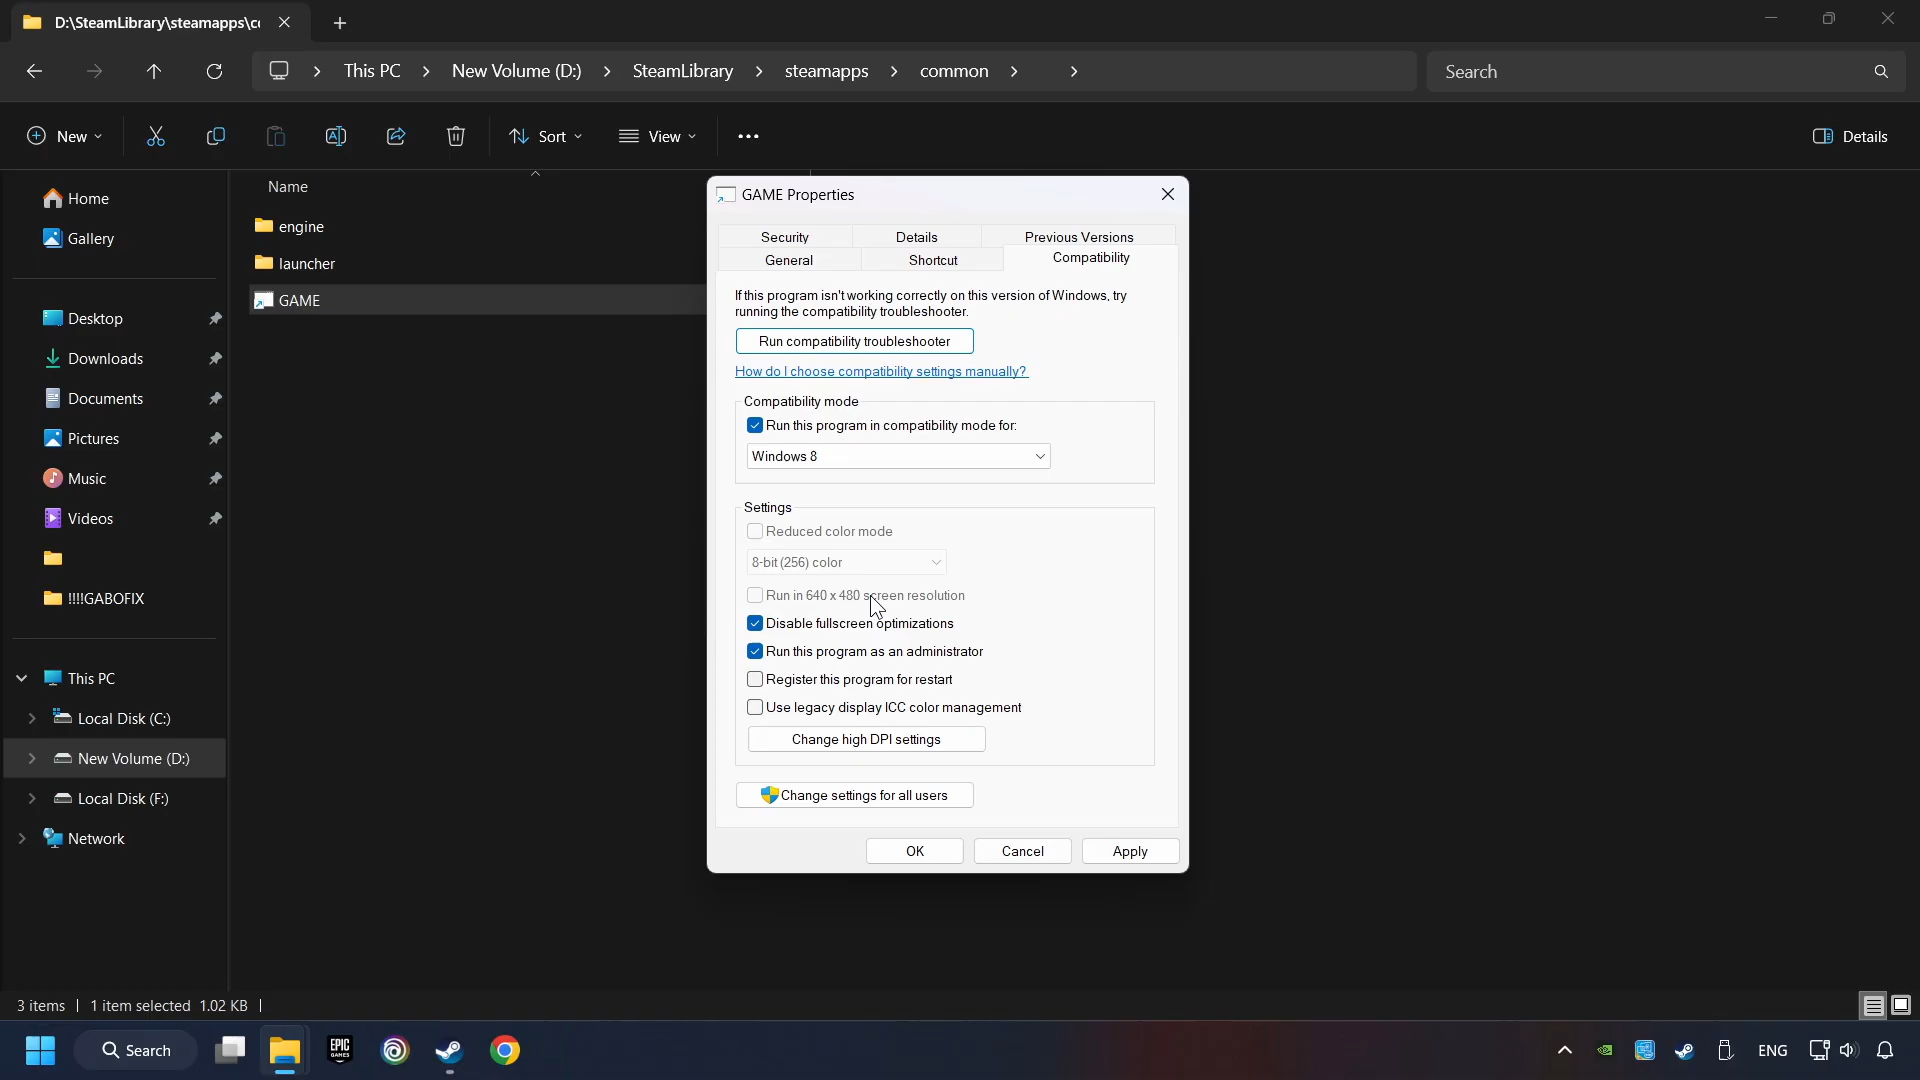 D:\SteamLibrary\steamapps\co
This PC
New Volume (D:)
SteamLibrary
steamapps
common
Search
New
Sort
View
Details
Home
Gallery
Desktop
Downloads
Documents
Pictures
Music
Videos
!!!!GABOFIX
This PC
Local Disk (C:)
New Volume (D:)
Local Disk (F:)
Network
Name
engine
launcher
GAME
GAME Properties
Security
Details
Previous Versions
General
Shortcut
Compatibility
If this program isn't working correctly on this version of Windows, try
running the compatibility troubleshooter.
Run compatibility troubleshooter
How do I choose compatibility settings manually?
Compatibility mode
Run this program in compatibility mode for:
Windows 8
Settings
Reduced color mode
8-bit (256) color
Run in 640 x 480 screen resolution
Disable fullscreen optimizations
Run this program as an administrator
Register this program for restart
Use legacy display ICC color management
Change high DPI settings
Change settings for all users
OK
Cancel
Apply
3 items
1 item selected 1.02 KB
Search
EPIC
GAMES
ENG